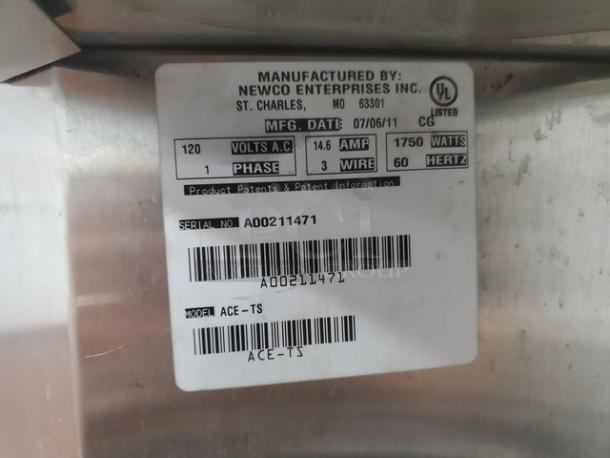 MANUFACTURED BY:
NEWCO ENTERPRISES INC.
ST. CHARLES, MO 63301
UL
LISTED
MFG. DATE 07/06/11 CG
120 VOLTS A.C 14.6 AMP 1750 WATTS
1 PHASE 3 WIRE 60 HERTZ
Product Patents & Patent Information
SERIAL NO A00211471
A00211471
GROUP
MODEL ACE-TS
ACE-TS